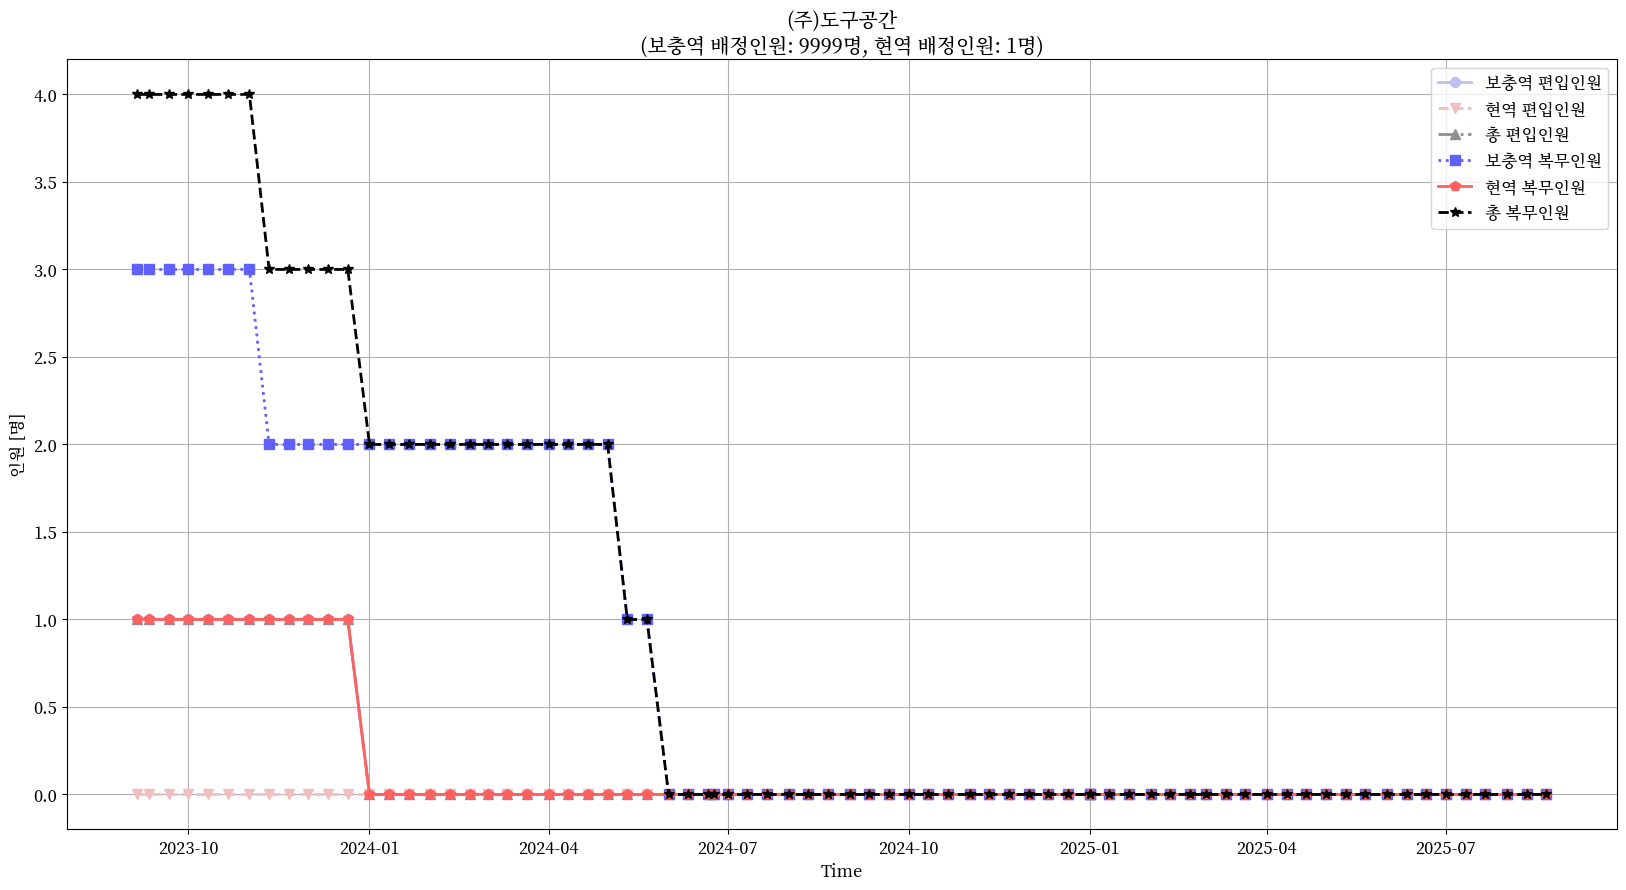 (주)도구공간
(보충역 배정인원: 9999명, 현역 배정인원: 1명)
보충역 편입인원
현역 편입인원
총 편입인원
보충역 복무인원
현역 복무인원
총 복무인원
인원 [명]
4.0
3.5
3.0
2.5
2.0
1.5
1.0
0.5
0.0
2023-10
2024-01
2024-04
2024-07
2024-10
2025-01
2025-04
2025-07
Time